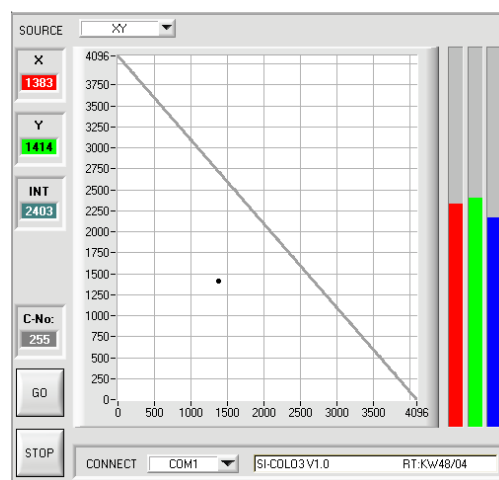 SOURCE XY
X
1383
Y
1414
INT
2403
C-No:
255
GO
STOP
4096
3750
3500
3250
3000
2750
2500
2250
2000
1750
1500
1250
1000
750
500
250
0
0 500 1000 1500 2000 2500 3000 3500 4096
CONNECT COM1 SI-COLO3 V1.0 RT:KW48/04